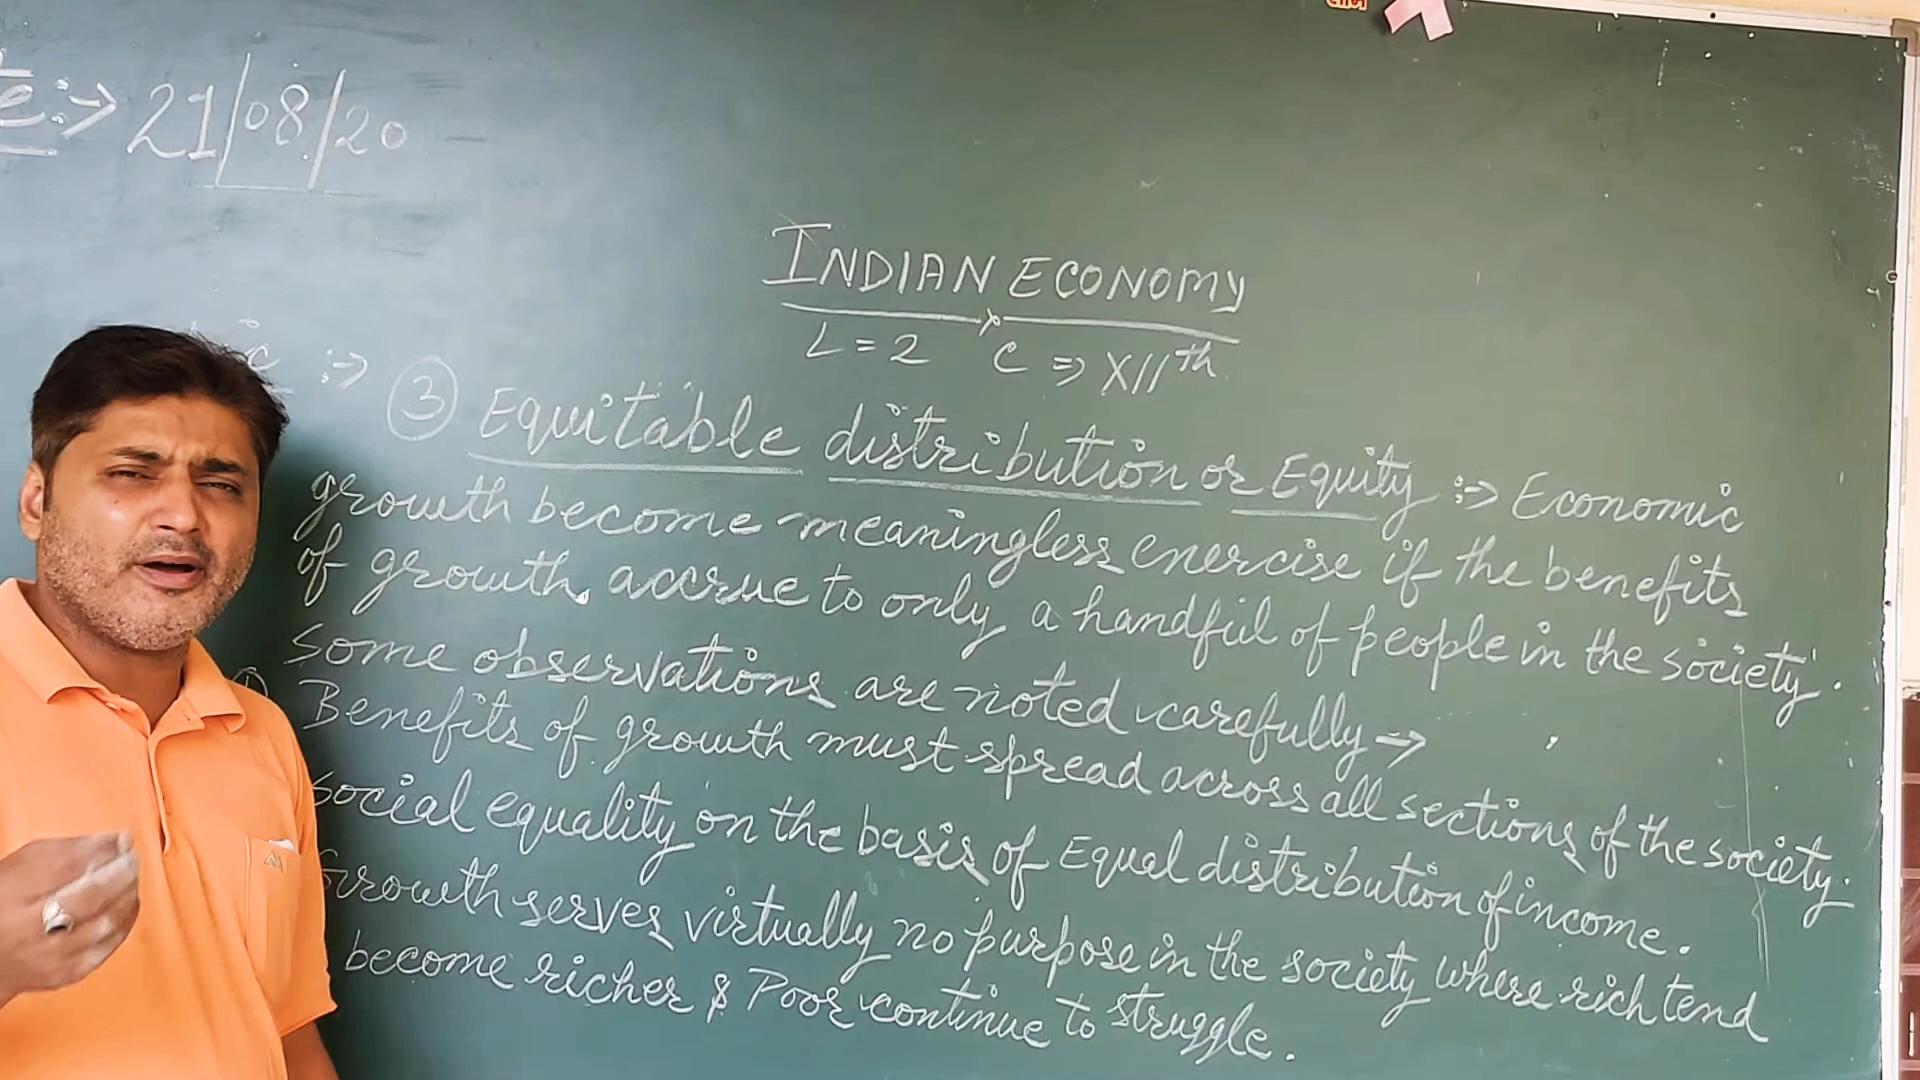 e :-> 21/08/20
INDIAN ECONOMY
L = 2 C => XIIth
c :->
③ Equitable distribution or Equity :-> Economic
growth become meaningless enercise if the benefits
of growth accrue to only a handful of people in the society.
Some observations are noted carefully ->
Benefits of growth must spread across all sections of the society.
Social equality on the basis of Equal distribution of income.
Growth serves virtually no purpose in the society where rich tend
become richer & Poor continue to struggle.